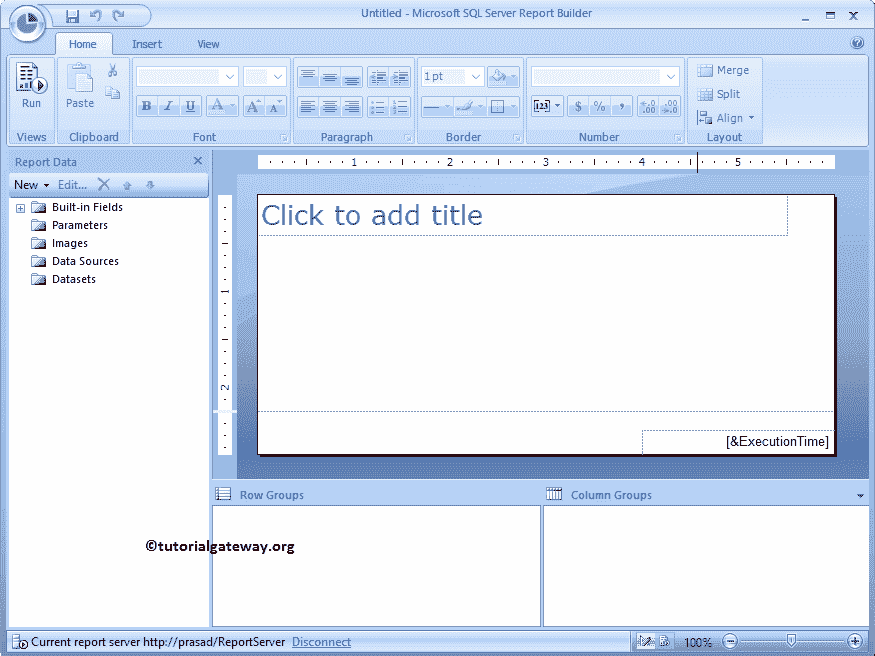 Untitled - Microsoft SQL Server Report Builder
Home Insert View
Run
Views
Paste
Clipboard
B I U A A A
Font
Paragraph
1pt
Border
123 $ % ,
Number
Merge
Split
Align
Layout
Report Data
New Edit...
Built-in Fields
Parameters
Images
Data Sources
Datasets
1 2 3 4 5
1
2
Click to add title
[&ExecutionTime]
Row Groups
Column Groups
©tutorialgateway.org
Current report server http://prasad/ReportServer Disconnect
100%